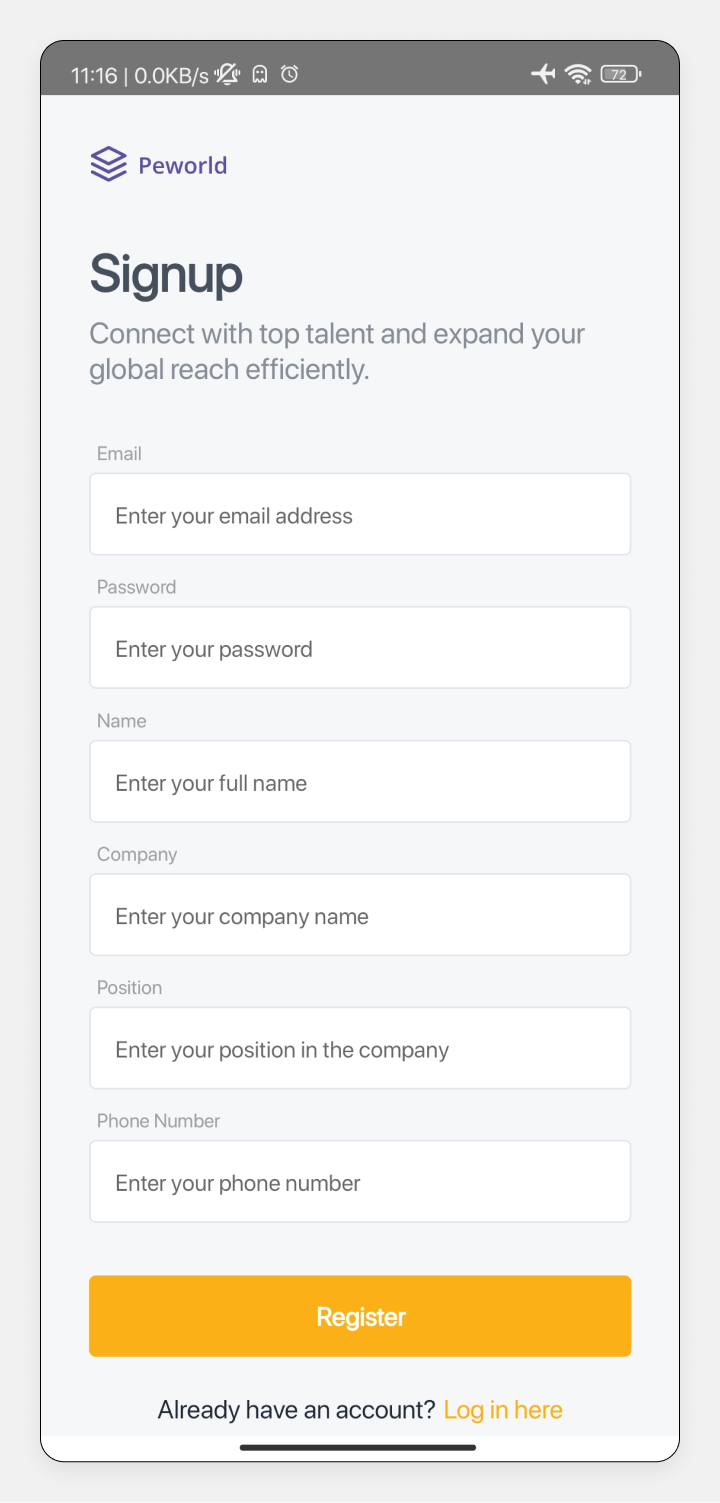 11:16 | 0.0KB/s
72
Peworld
Signup
Connect with top talent and expand your
global reach efficiently.
Email
Enter your email address
Password
Enter your password
Name
Enter your full name
Company
Enter your company name
Position
Enter your position in the company
Phone Number
Enter your phone number
Register
Already have an account? Log in here